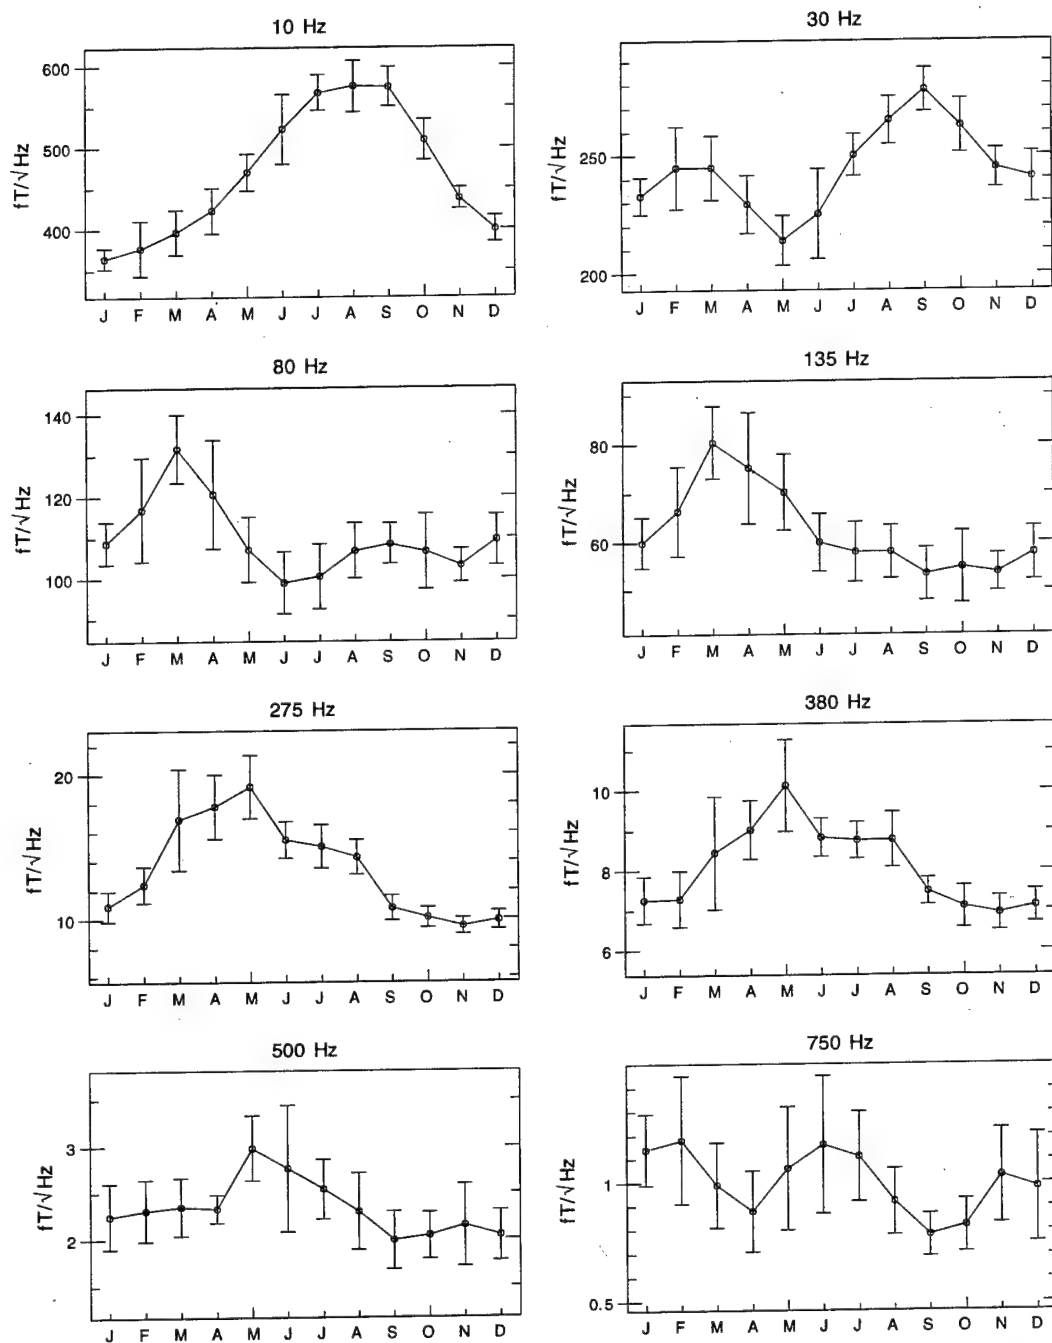 10 Hz
600
500
400
fT/√Hz
J F M A M J J A S O N D
30 Hz
250
200
fT/√Hz
J F M A M J J A S O N D
80 Hz
140
120
100
fT/√Hz
J F M A M J J A S O N D
135 Hz
80
60
fT/√Hz
J F M A M J J A S O N D
275 Hz
20
10
fT/√Hz
J F M A M J J A S O N D
380 Hz
10
8
6
fT/√Hz
J F M A M J J A S O N D
500 Hz
3
2
fT/√Hz
J F M A M J J A S O N D
750 Hz
1
0.5
fT/√Hz
J F M A M J J A S O N D